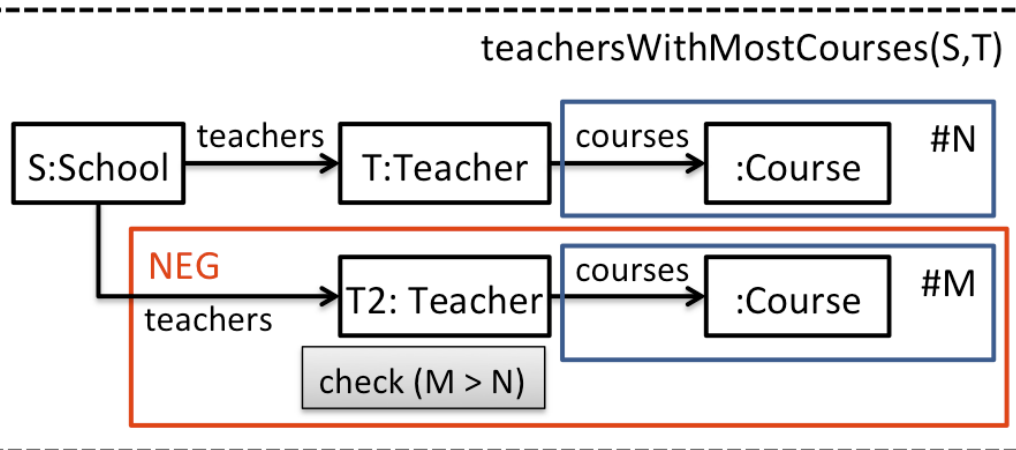 teachersWithMostCourses(S,T)
teachers
courses
#N
S:School
T:Teacher
:Course
NEG
courses
#M
T2: Teacher
:Course
teachers
check (M > N)